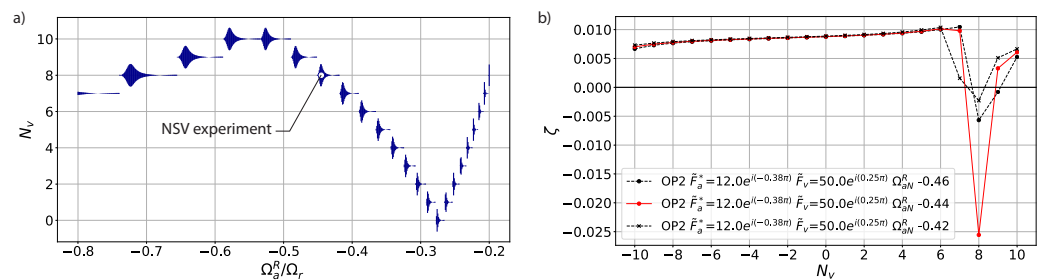 a)
N_v
10
8
6
4
2
0
NSV experiment
−0.8 −0.7 −0.6 −0.5 −0.4 −0.3 −0.2
Ω_a^R/Ω_r
b)
ζ
0.010
0.005
0.000
−0.005
−0.010
−0.015
−0.020
−0.025
OP2 F̃_a^*=12.0e^{i(−0.38π)} F̃_v=50.0e^{i(0.25π)} Ω_{aN}^R -0.46
OP2 F̃_a^*=12.0e^{i(−0.38π)} F̃_v=50.0e^{i(0.25π)} Ω_{aN}^R -0.44
OP2 F̃_a^*=12.0e^{i(−0.38π)} F̃_v=50.0e^{i(0.25π)} Ω_{aN}^R -0.42
−10 −8 −6 −4 −2 0 2 4 6 8 10
N_v